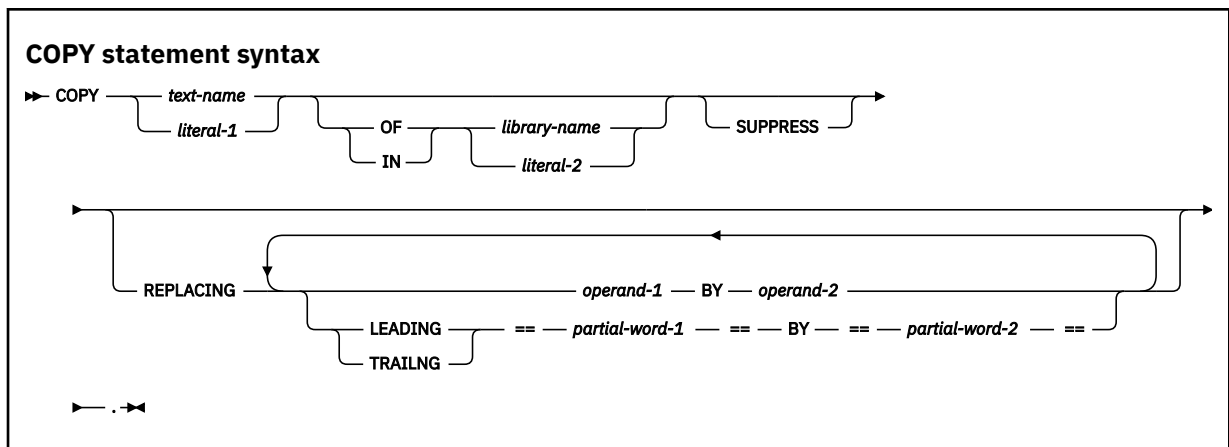 COPY statement syntax
COPY text-name
literal-1
OF
IN
library-name
literal-2
SUPPRESS
REPLACING operand-1 BY operand-2
LEADING
TRAILNG
== partial-word-1 == BY == partial-word-2 ==
.